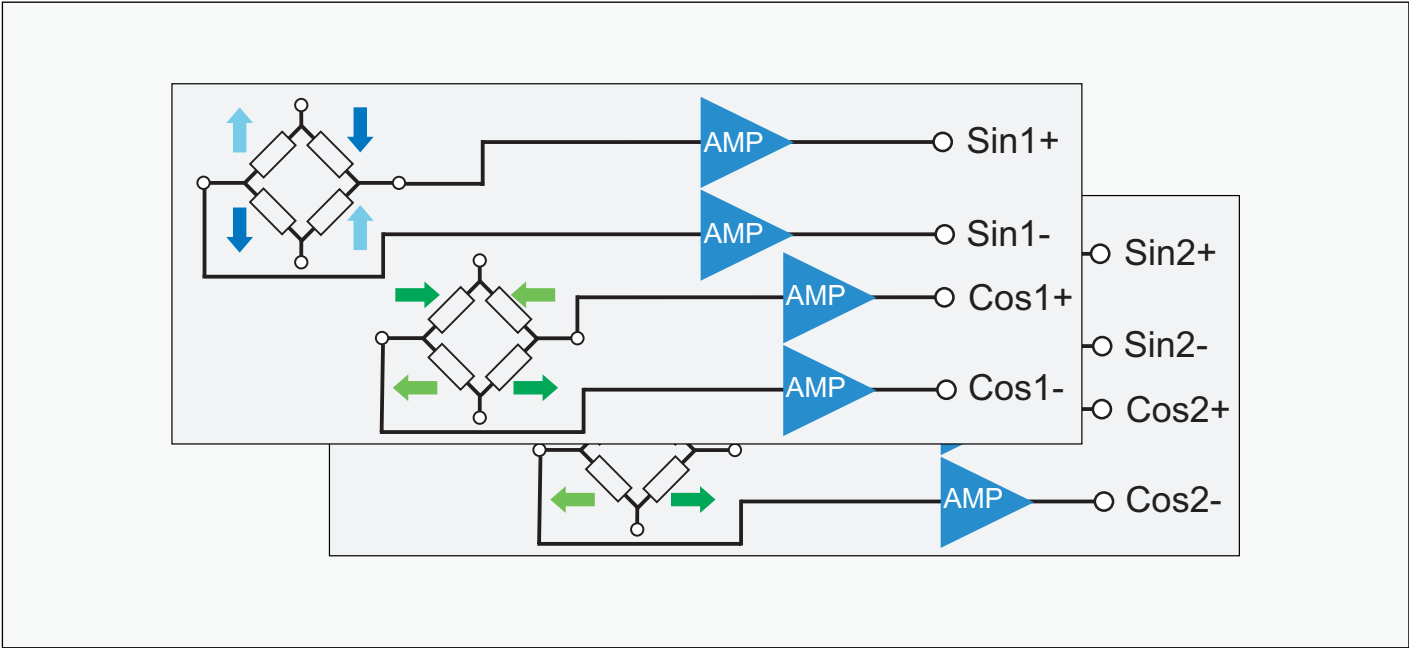 AMP
Sin1+
AMP
Sin1-
Sin2+
AMP
Cos1+
Sin2-
AMP
Cos1-
Cos2+
AMP
Cos2-